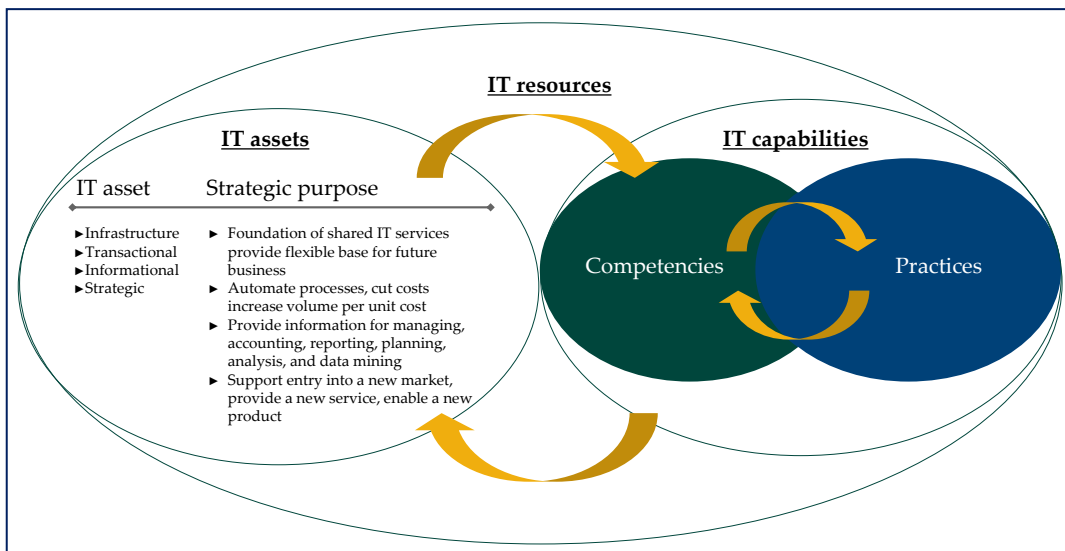 IT resources
IT assets
IT capabilities
IT asset
Strategic purpose
►Infrastructure
►Transactional
►Informational
►Strategic
► Foundation of shared IT services
provide flexible base for future
business
► Automate processes, cut costs
increase volume per unit cost
► Provide information for managing,
accounting, reporting, planning,
analysis, and data mining
► Support entry into a new market,
provide a new service, enable a new
product
Competencies
Practices